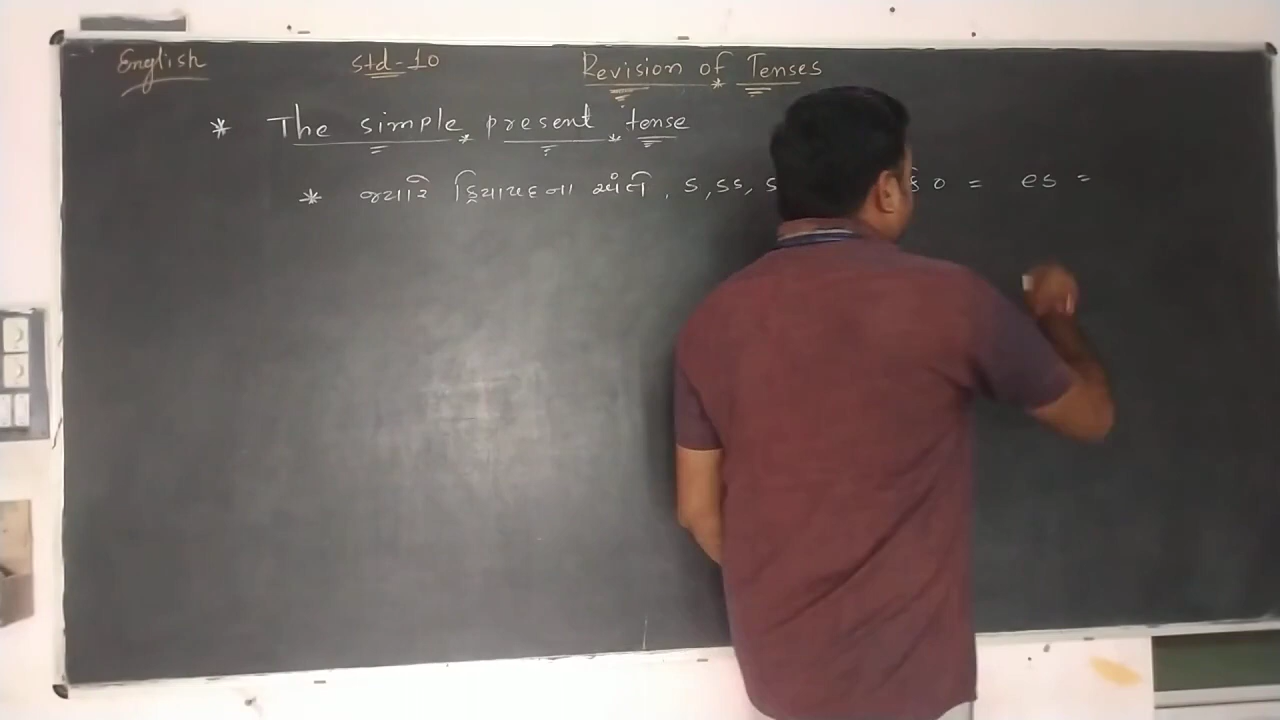 English std-10 Revision of Tenses
* The simple present tense
* જ્યારે ક્રિયાપદના અંતે, s, ss, s o = es =